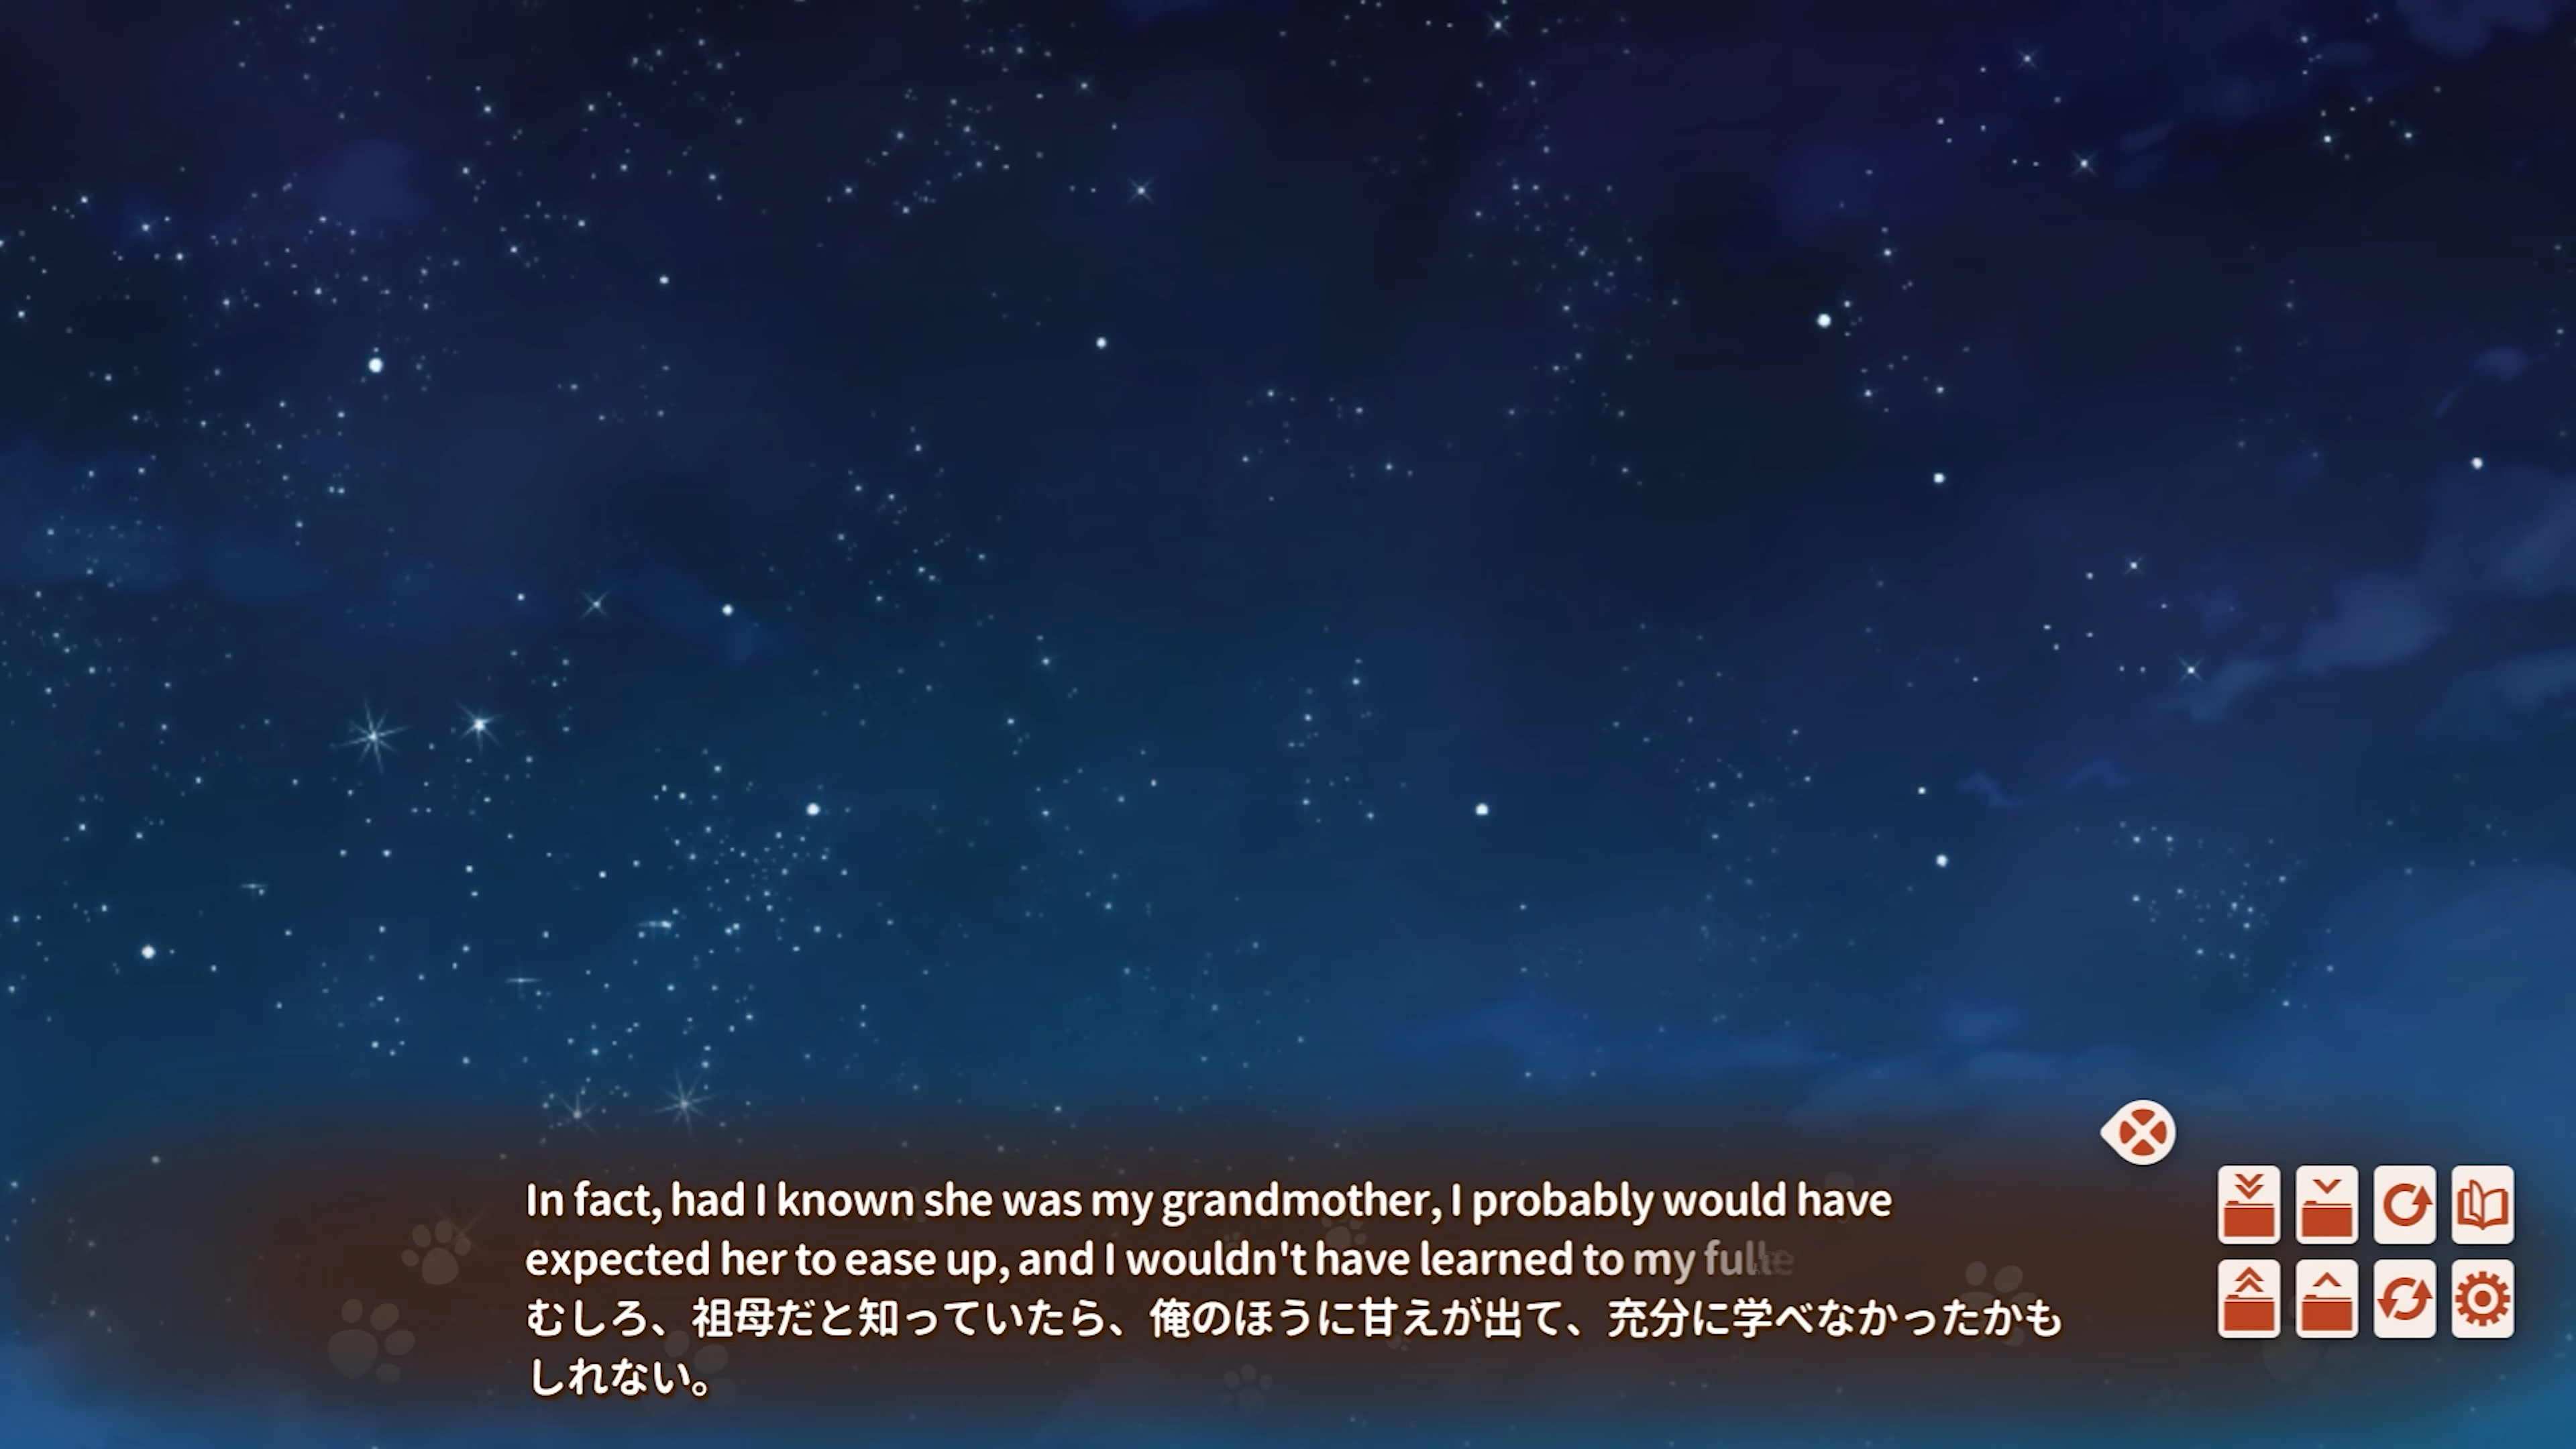 In fact, had I known she was my grandmother, I probably would have
expected her to ease up, and I wouldn't have learned to my
むしろ、祖母だと知っていたら、俺のほうに甘えが出て、充分に学べなかったかも
しれない。